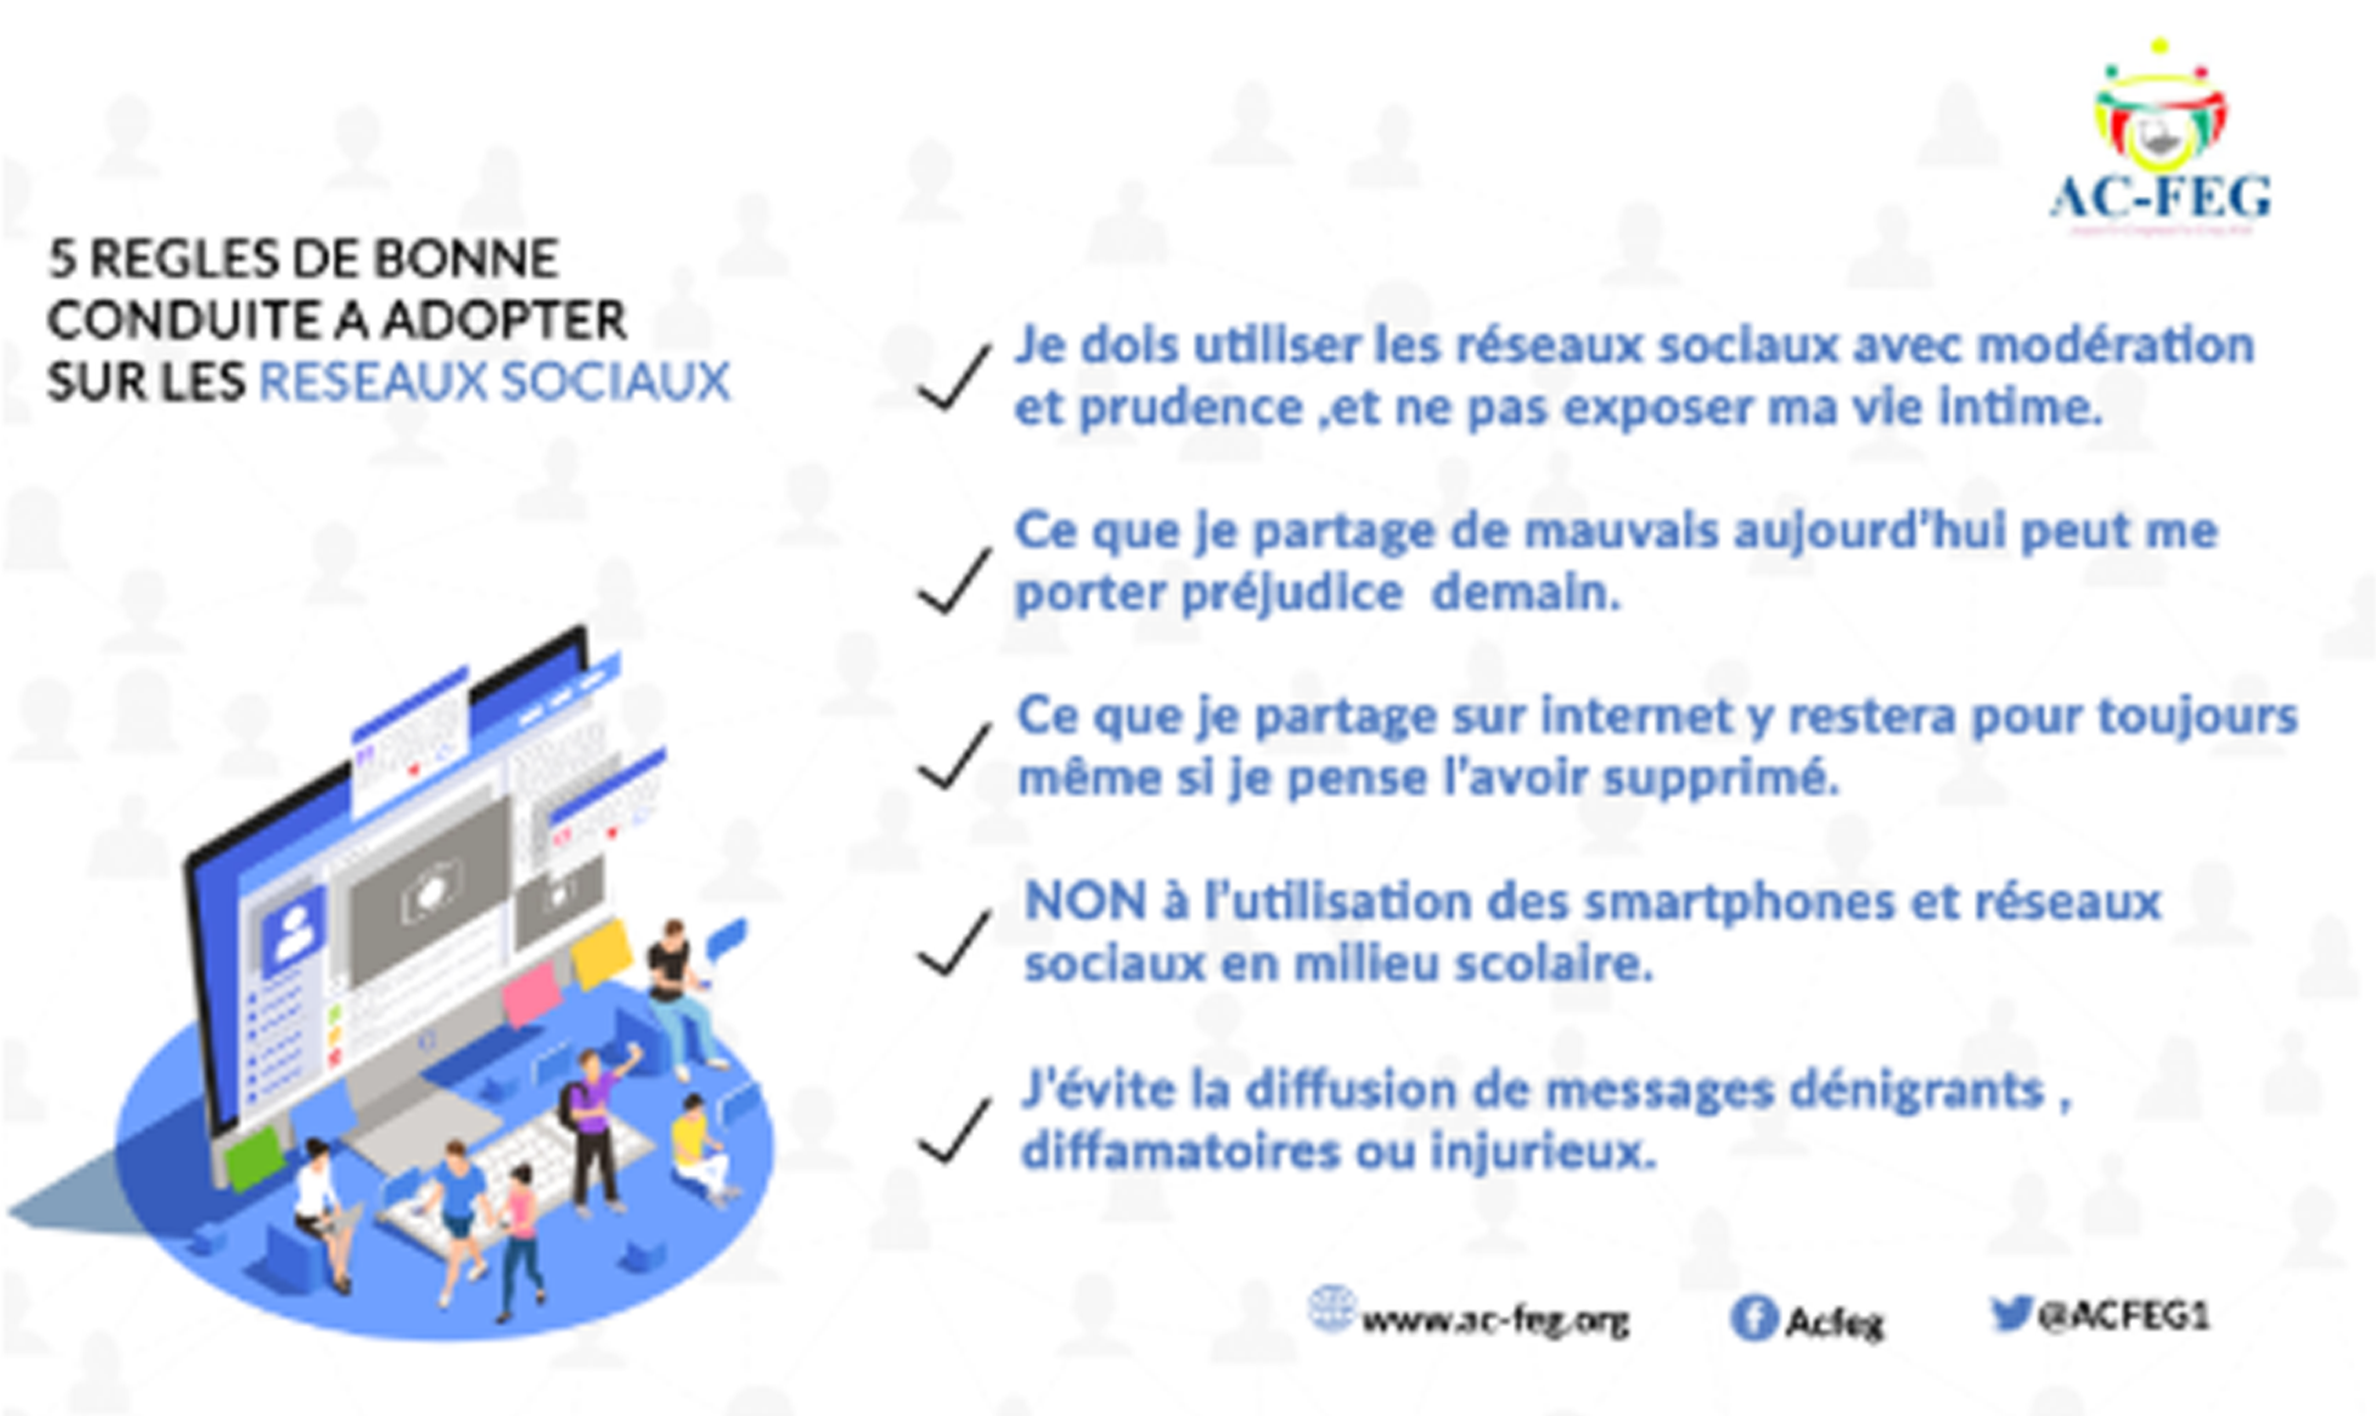 AC-FEG
5 REGLES DE BONNE
CONDUITE A ADOPTER
SUR LES RESEAUX SOCIAUX
Je dois utiliser les réseaux sociaux avec modération
et prudence ,et ne pas exposer ma vie intime.
Ce que je partage de mauvais aujourd'hui peut me
porter préjudice  demain.
Ce que je partage sur internet y restera pour toujours
même si je pense l'avoir supprimé.
NON à l'utilisation des smartphones et réseaux
sociaux en milieu scolaire.
J'évite la diffusion de messages dénigrants ,
diffamatoires ou injurieux.
www.ac-feg.org
Acfeg
@ACFEG1